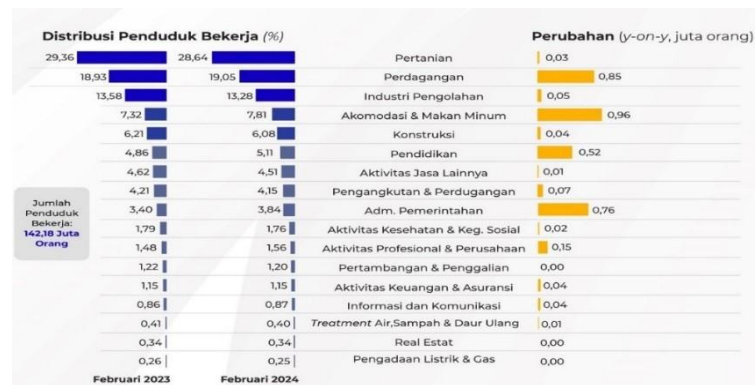 Distribusi Penduduk Bekerja (%)
Perubahan (y-on-y, juta orang)
29,36 28,64 Pertanian 0,03
18,93 19,05 Perdagangan 0,85
13,58 13,28 Industri Pengolahan 0,05
7,32 7,81 Akomodasi & Makan Minum 0,96
6,21 6,08 Konstruksi 0,04
4,86 5,11 Pendidikan 0,52
4,62 4,51 Aktivitas Jasa Lainnya 0,01
4,21 4,15 Pengangkutan & Perdugangan 0,07
3,40 3,84 Adm. Pemerintahan 0,76
1,79 1,76 Aktivitas Kesehatan & Keg. Sosial 0,02
1,48 1,56 Aktivitas Profesional & Perusahaan 0,15
1,22 1,20 Pertambangan & Penggalian 0,00
1,15 1,15 Aktivitas Keuangan & Asuransi 0,04
0,86 0,87 Informasi dan Komunikasi 0,04
0,41 0,40 Treatment Air,Sampah & Daur Ulang 0,01
0,34 0,34 Real Estat 0,00
0,26 0,25 Pengadaan Listrik & Gas 0,00
Februari 2023 Februari 2024
Jumlah
Penduduk
Bekerja:
142,18 Juta
Orang